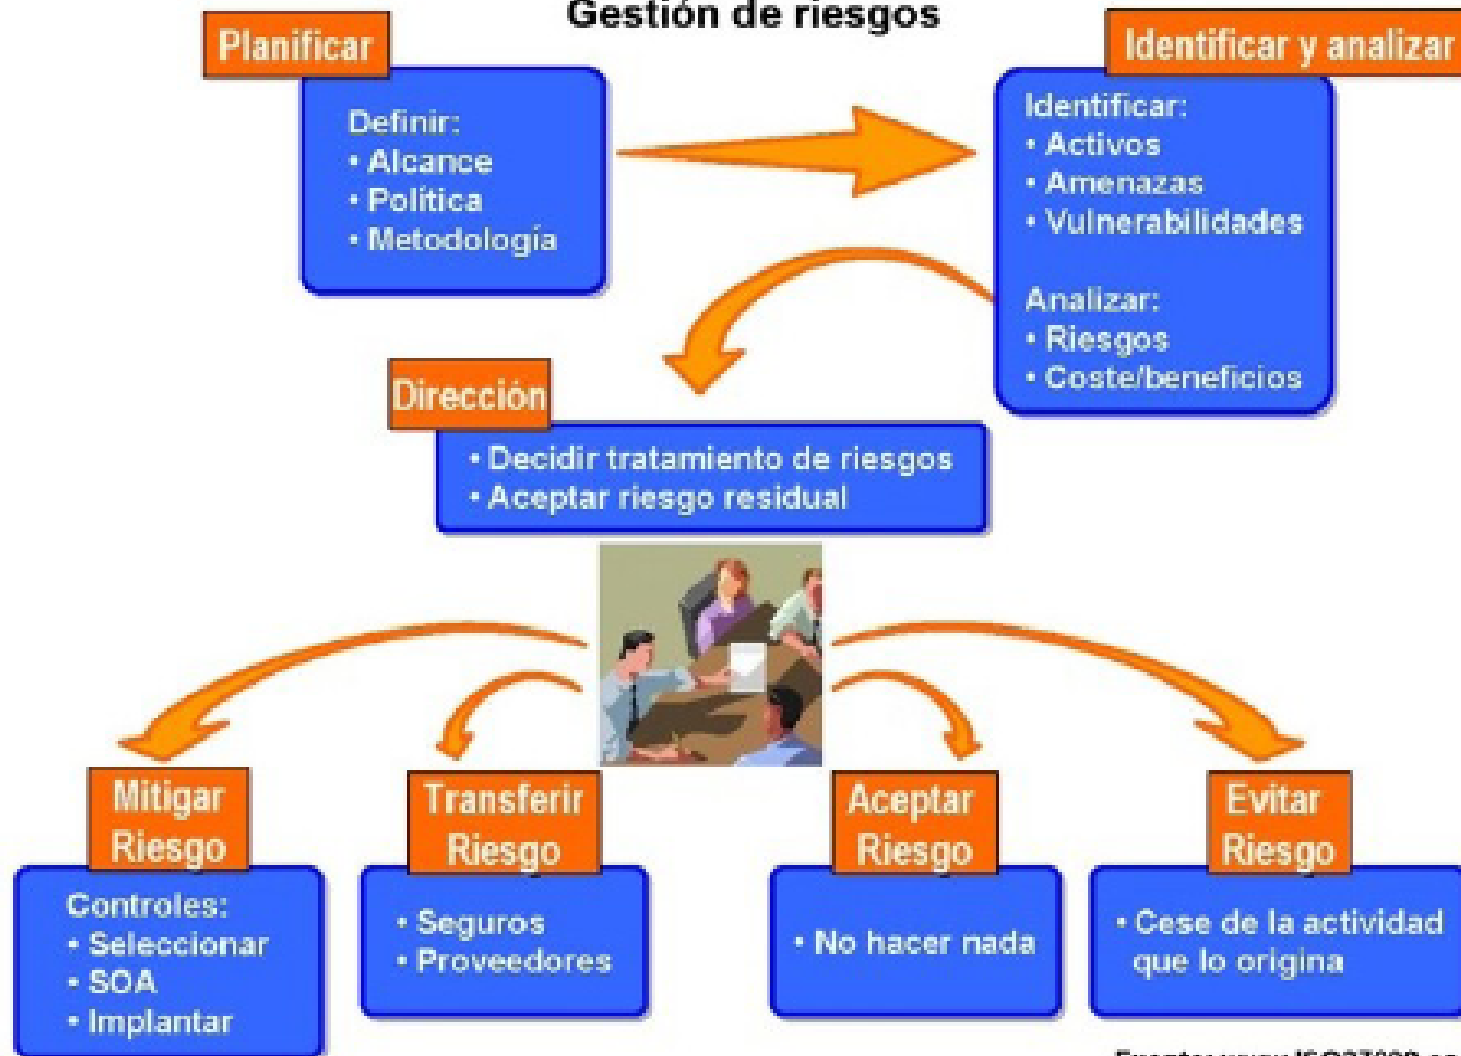 Gestión de riesgos
Planificar
Definir:
• Alcance
• Política
• Metodología
Identificar y analizar
Identificar:
• Activos
• Amenazas
• Vulnerabilidades
Analizar:
• Riesgos
• Coste/beneficios
Dirección
• Decidir tratamiento de riesgos
• Aceptar riesgo residual
Mitigar
Riesgo
Controles:
• Seleccionar
• SOA
• Implantar
Transferir
Riesgo
• Seguros
• Proveedores
Aceptar
Riesgo
• No hacer nada
Evitar
Riesgo
• Cese de la actividad
que lo origina